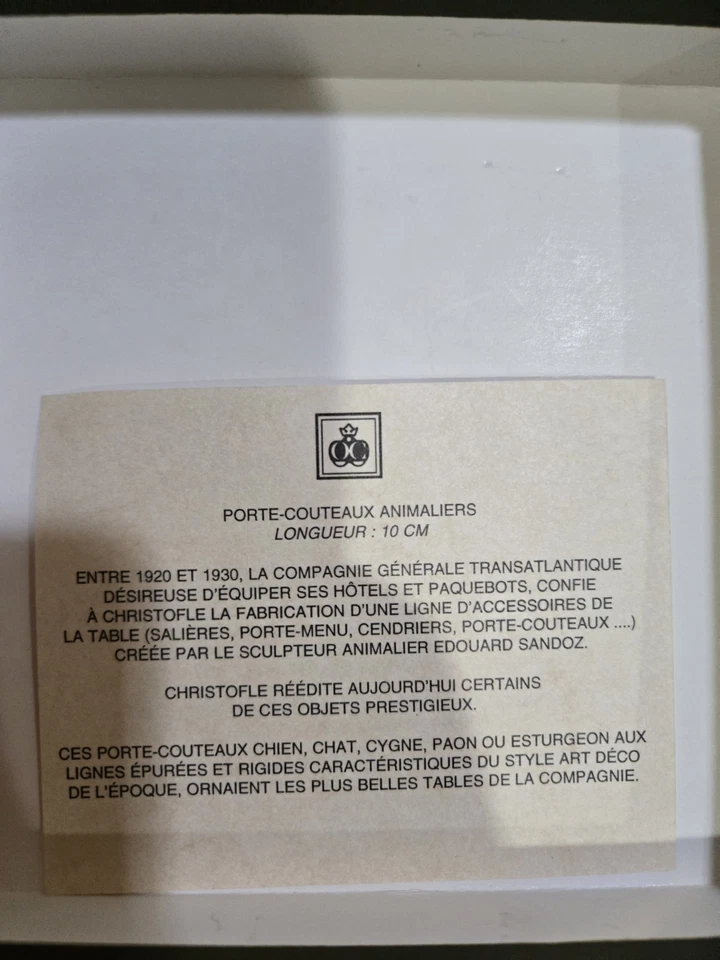 OC
PORTE-COUTEAUX ANIMALIERS
LONGUEUR : 10 CM
ENTRE 1920 ET 1930, LA COMPAGNIE GÉNÉRALE TRANSATLANTIQUE
DÉSIREUSE D'ÉQUIPER SES HÔTELS ET PAQUEBOTS, CONFIE
À CHRISTOFLE LA FABRICATION D'UNE LIGNE D'ACCESSOIRES DE
LA TABLE (SALIÈRES, PORTE-MENU, CENDRIERS, PORTE-COUTEAUX ....)
CRÉÉE PAR LE SCULPTEUR ANIMALIER EDOUARD SANDOZ.
CHRISTOFLE RÉÉDITE AUJOURD'HUI CERTAINS
DE CES OBJETS PRESTIGIEUX.
CES PORTE-COUTEAUX CHIEN, CHAT, CYGNE, PAON OU ESTURGEON AUX
LIGNES ÉPURÉES ET RIGIDES CARACTÉRISTIQUES DU STYLE ART DÉCO
DE L'ÉPOQUE, ORNAIENT LES PLUS BELLES TABLES DE LA COMPAGNIE.